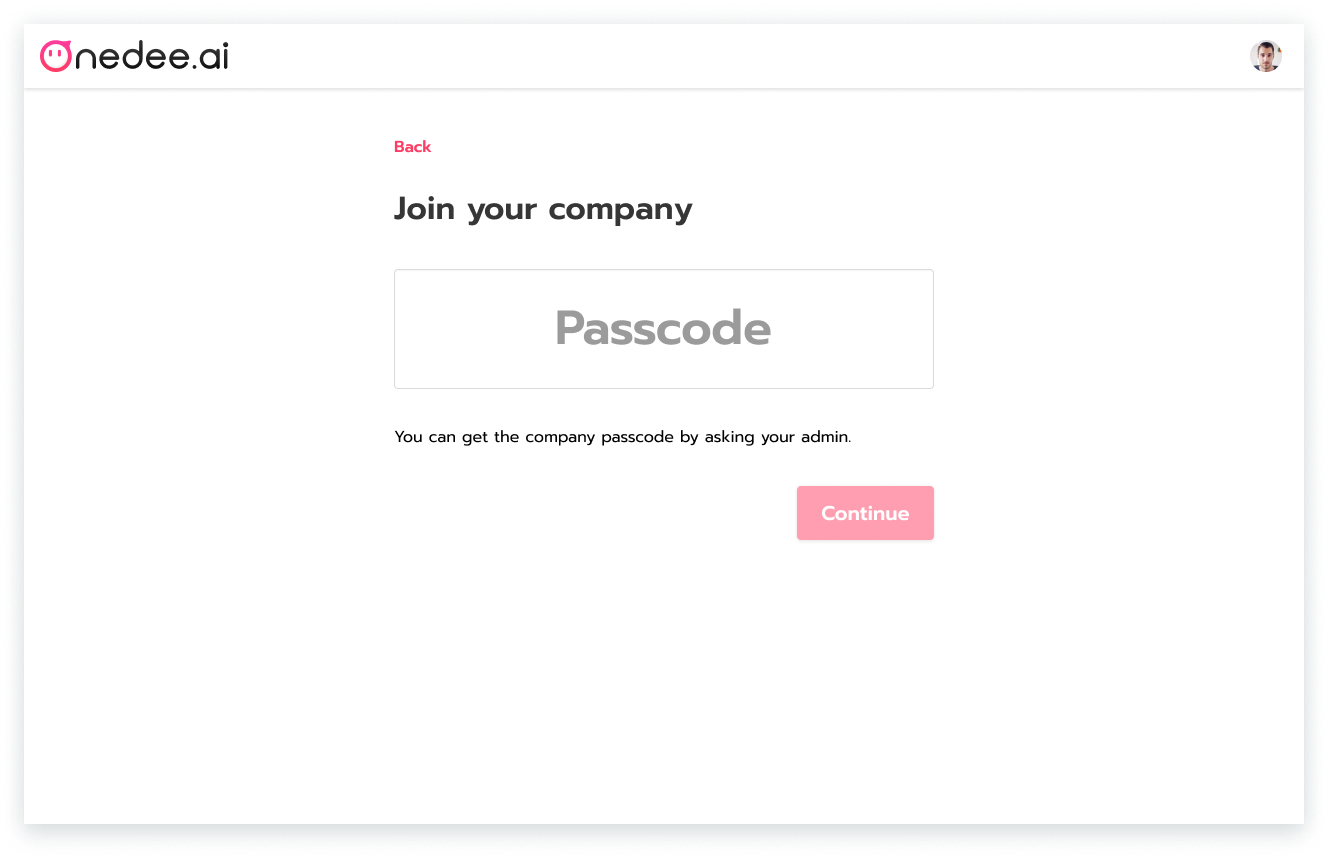 Onedee.ai
Back
Join your company
Passcode
You can get the company passcode by asking your admin.
Continue